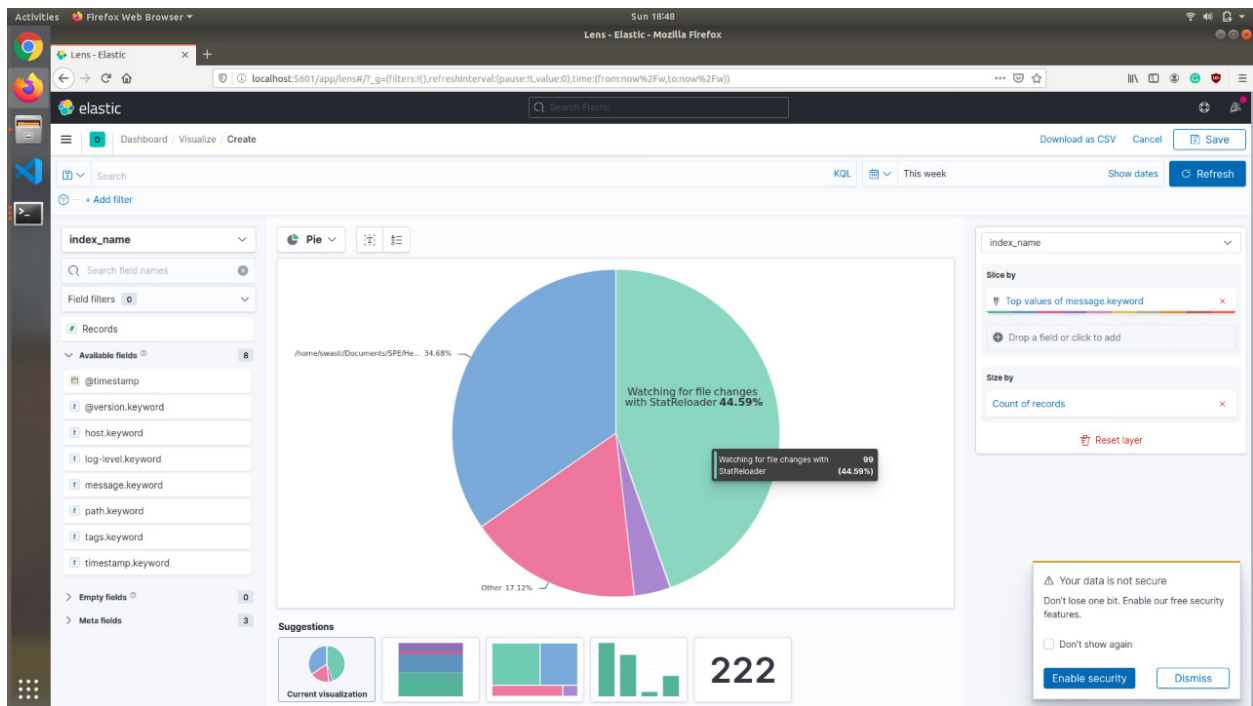 Activities Firefox Web Browser Sun 18:48
Lens - Elastic - Mozilla Firefox
Lens - Elastic
localhost:5601/app/lens#/?_g=(filters:!(),refreshInterval:(pause:!t,value:0),time:(from:now%2Fw,to:now%2Fw))
elastic Search Elastic
D Dashboard / Visualize / Create Download as CSV Cancel Save
Search KQL This week Show dates Refresh
+ Add filter
index_name
Search field names
Field filters 0
# Records
Available fields 8
@timestamp
t @version.keyword
t host.keyword
t log-level.keyword
t message.keyword
t path.keyword
t tags.keyword
t timestamp.keyword
Empty fields 0
Meta fields 3
Pie
/home/swasti/Documents/SPE/He... 34.68%
Watching for file changes
with StatReloader 44.59%
Watching for file changes with 99
StatReloader (44.59%)
Other 17.12%
Suggestions
Current visualization
222
index_name
Slice by
Top values of message.keyword
Drop a field or click to add
Size by
Count of records
Reset layer
Your data is not secure
Don't lose one bit. Enable our free security
features.
Don't show again
Enable security Dismiss